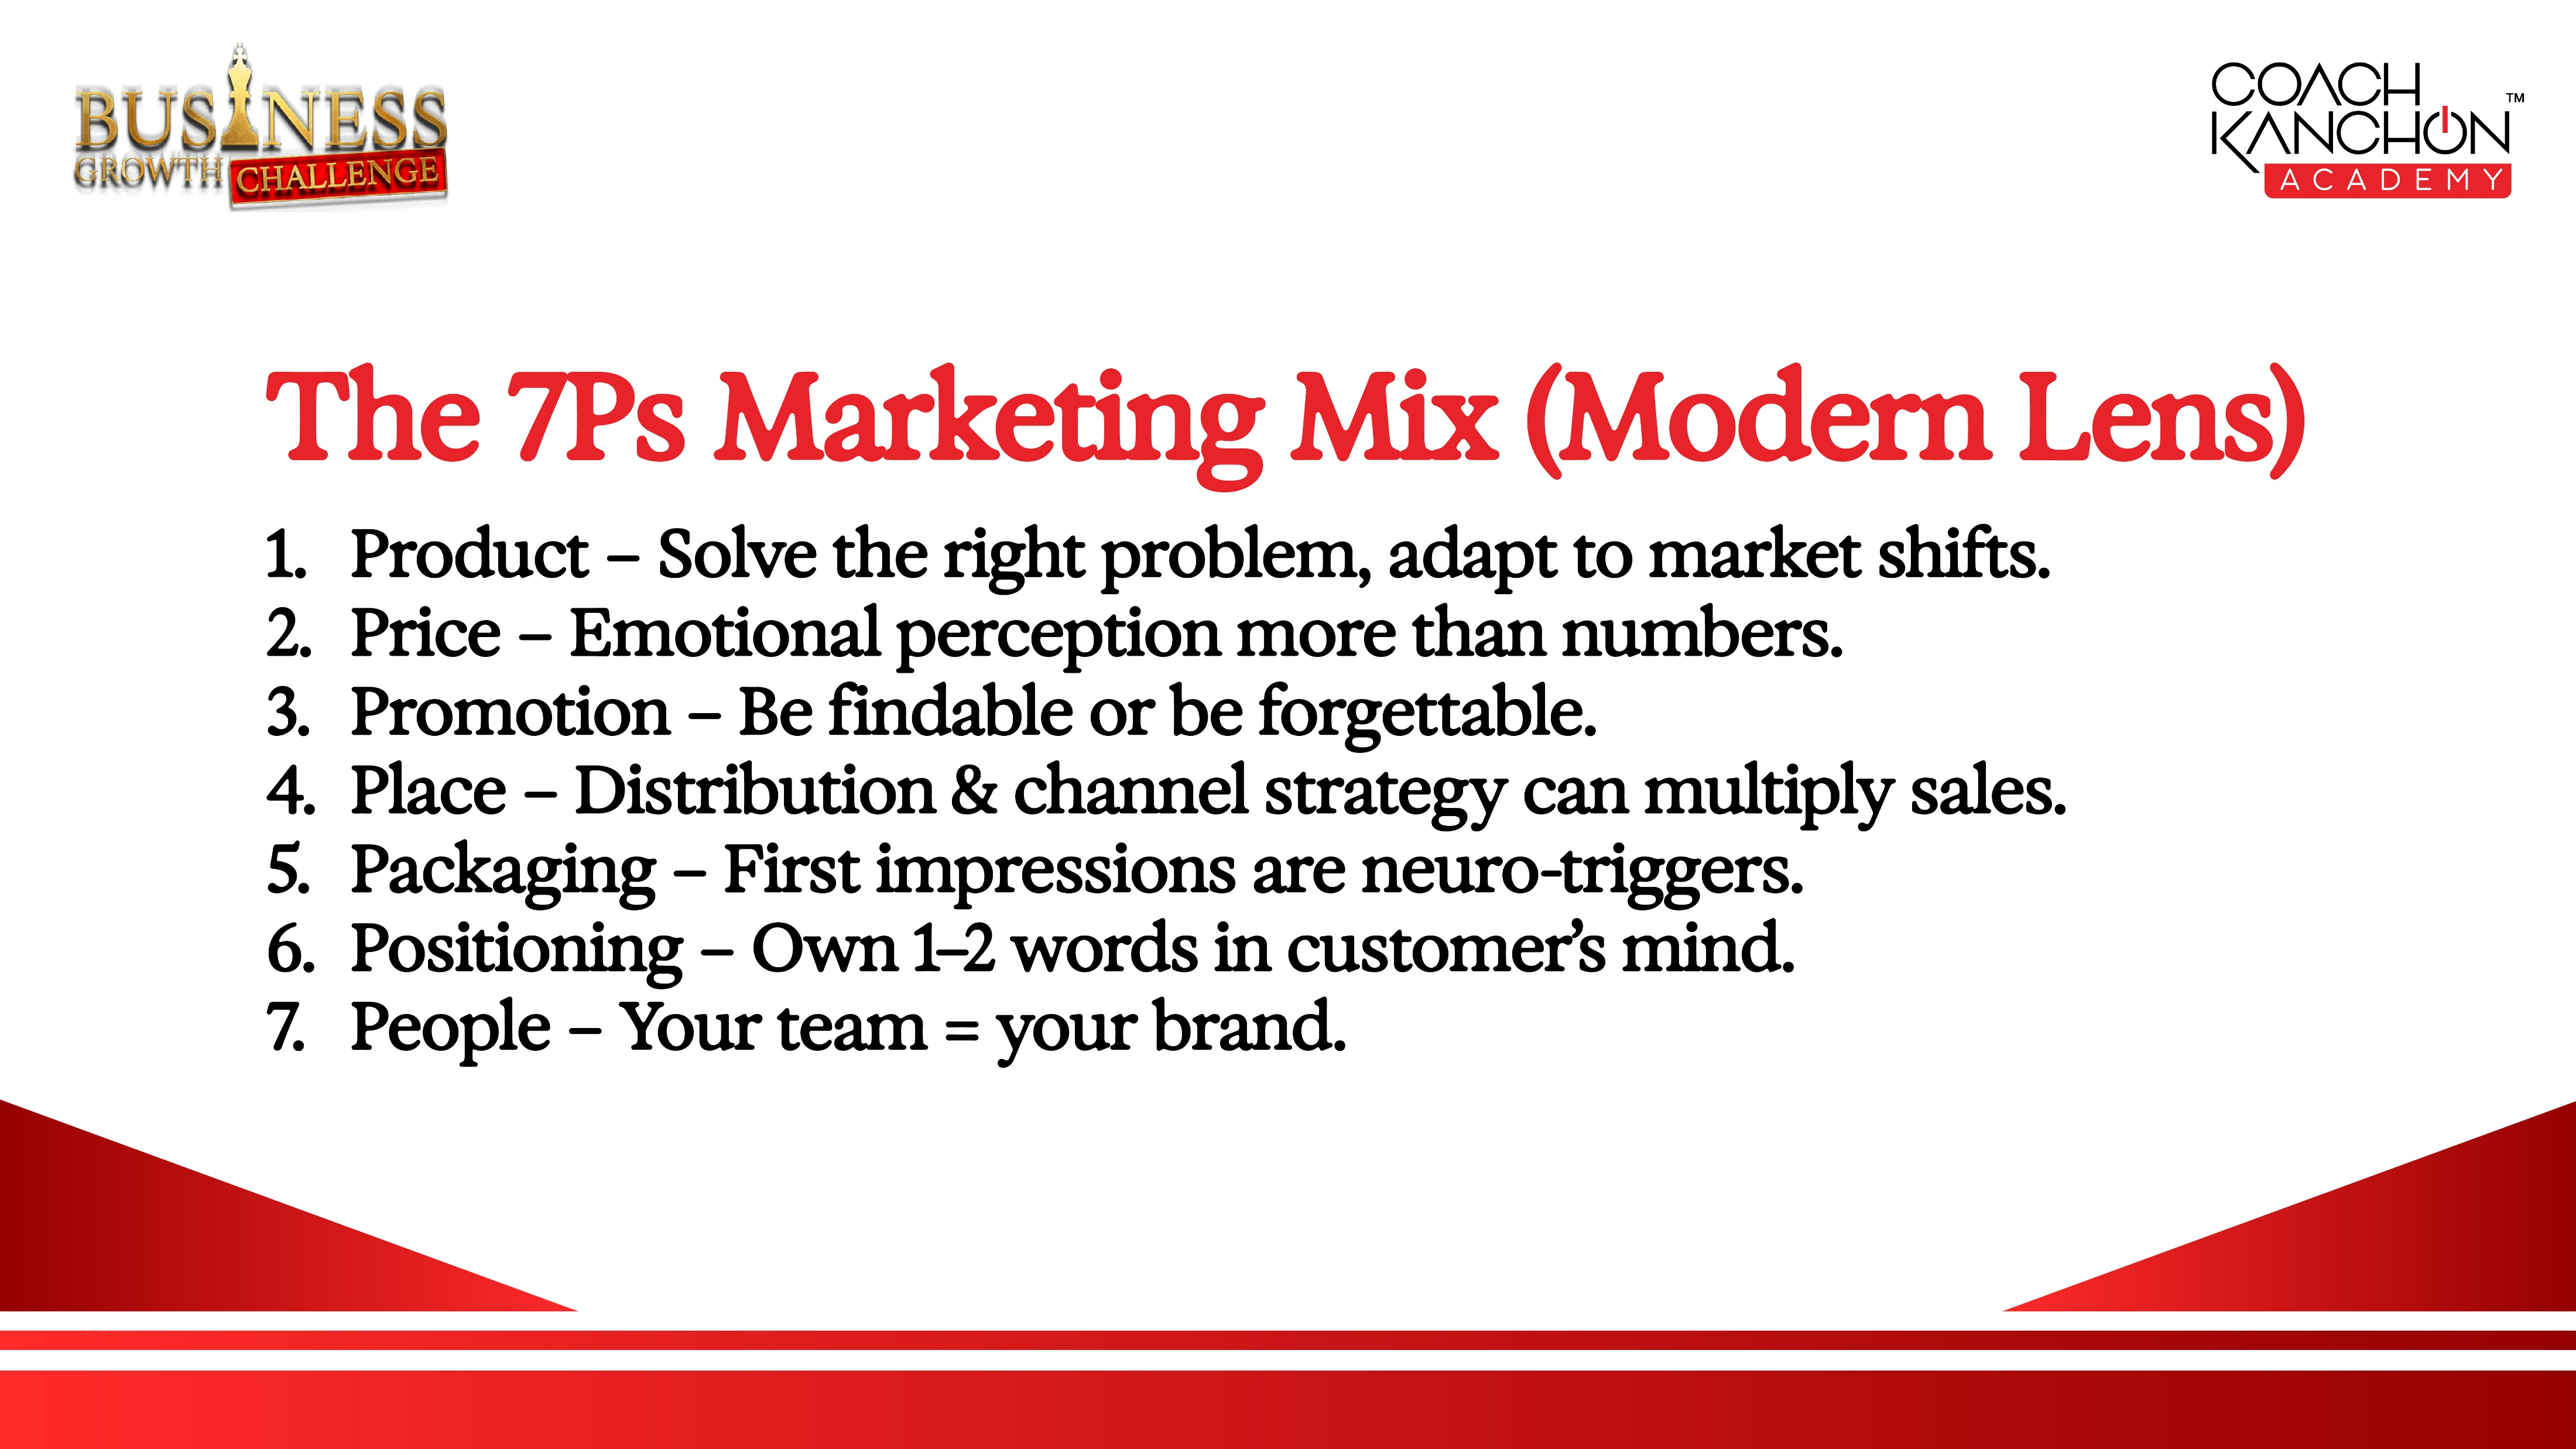 BUSINESS
GROWTH CHALLENGE
COACH
KANCHON
ACADEMY
TM
The 7Ps Marketing Mix (Modern Lens)
1. Product – Solve the right problem, adapt to market shifts.
2. Price – Emotional perception more than numbers.
3. Promotion – Be findable or be forgettable.
4. Place – Distribution & channel strategy can multiply sales.
5. Packaging – First impressions are neuro-triggers.
6. Positioning – Own 1–2 words in customer’s mind.
7. People – Your team = your brand.